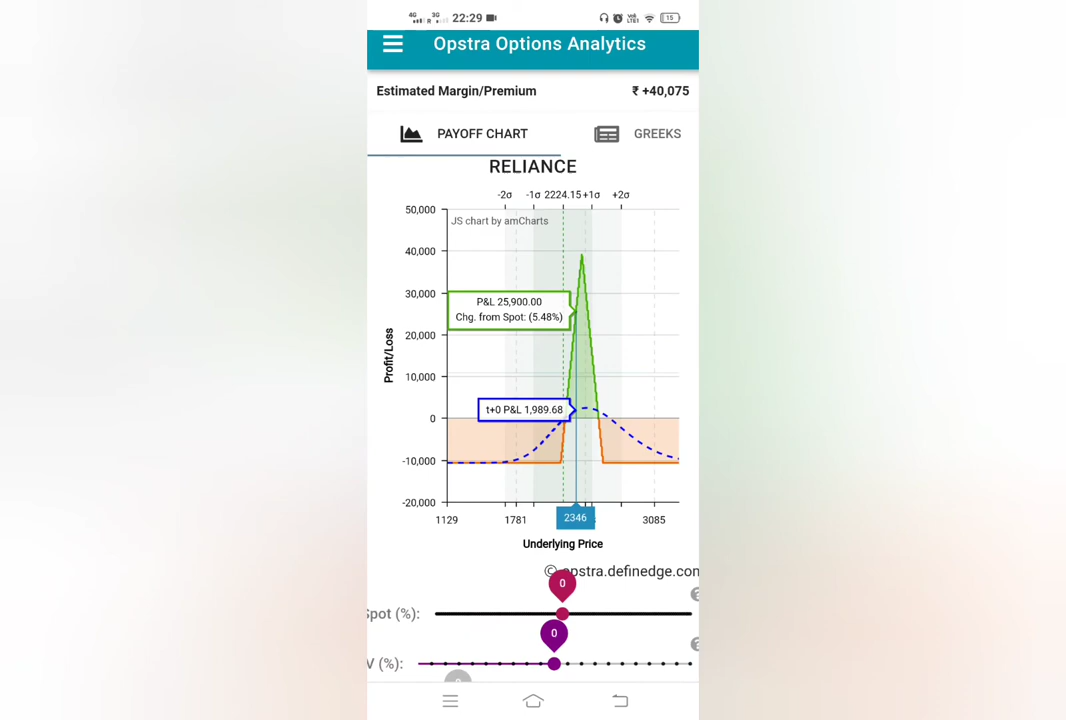 4G 3G 22:29 15
Opstra Options Analytics
Estimated Margin/Premium ₹ +40,075
PAYOFF CHART GREEKS
RELIANCE
-2σ -1σ 2224.15 +1σ +2σ
50,000
JS chart by amCharts
40,000
30,000
P&L 25,900.00
Chg. from Spot: (5.48%)
20,000
10,000
t+0 P&L 1,989.68
0
-10,000
-20,000
Profit/Loss
1129 1781 2346 3085
Underlying Price
© opstra.definedge.com
0
Spot (%):
0
V (%):